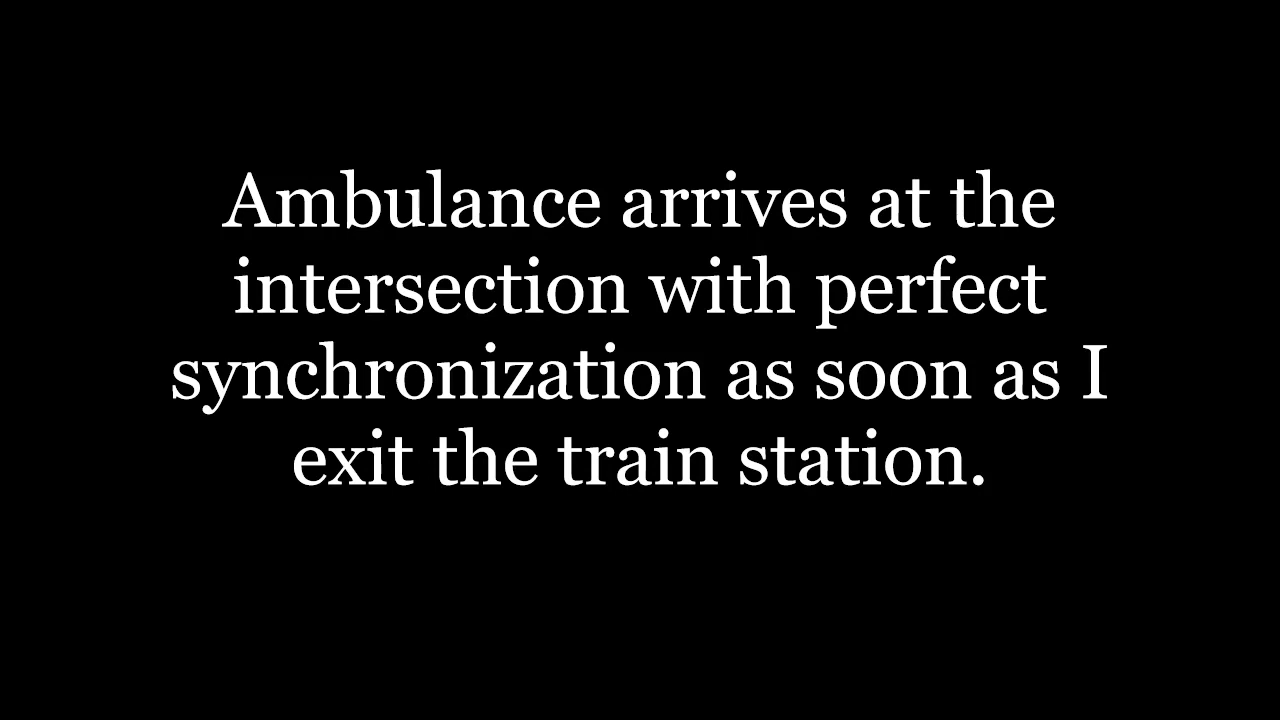 Ambulance arrives at the
intersection with perfect
synchronization as soon as I
exit the train station.